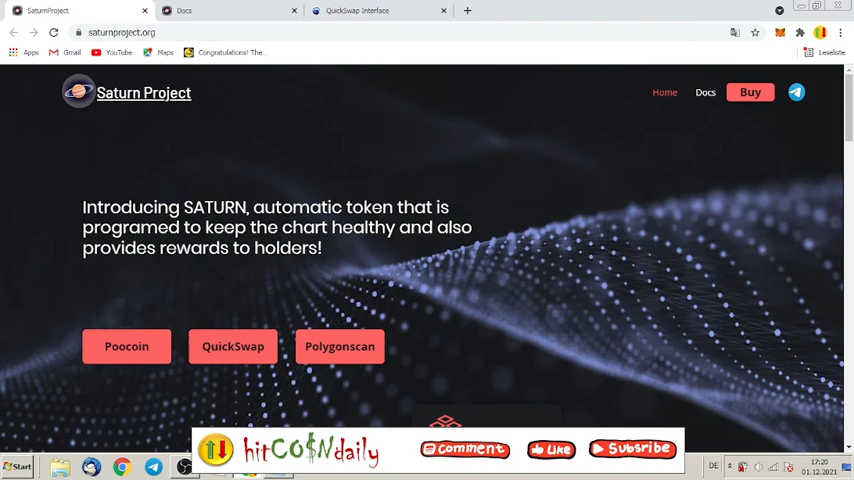 SaturnProject
Docs
QuickSwap Interface
saturnproject.org
Apps
Gmail
YouTube
Maps
Congratulations! The...
Leseliste
Saturn Project
Home
Docs
Buy
Introducing SATURN, automatic token that is
programed to keep the chart healthy and also
provides rewards to holders!
Poocoin
QuickSwap
Polygonscan
hitCO$Ndaily
Comment
Like
Subsribe
Start
DE
17:20
01.12.2021